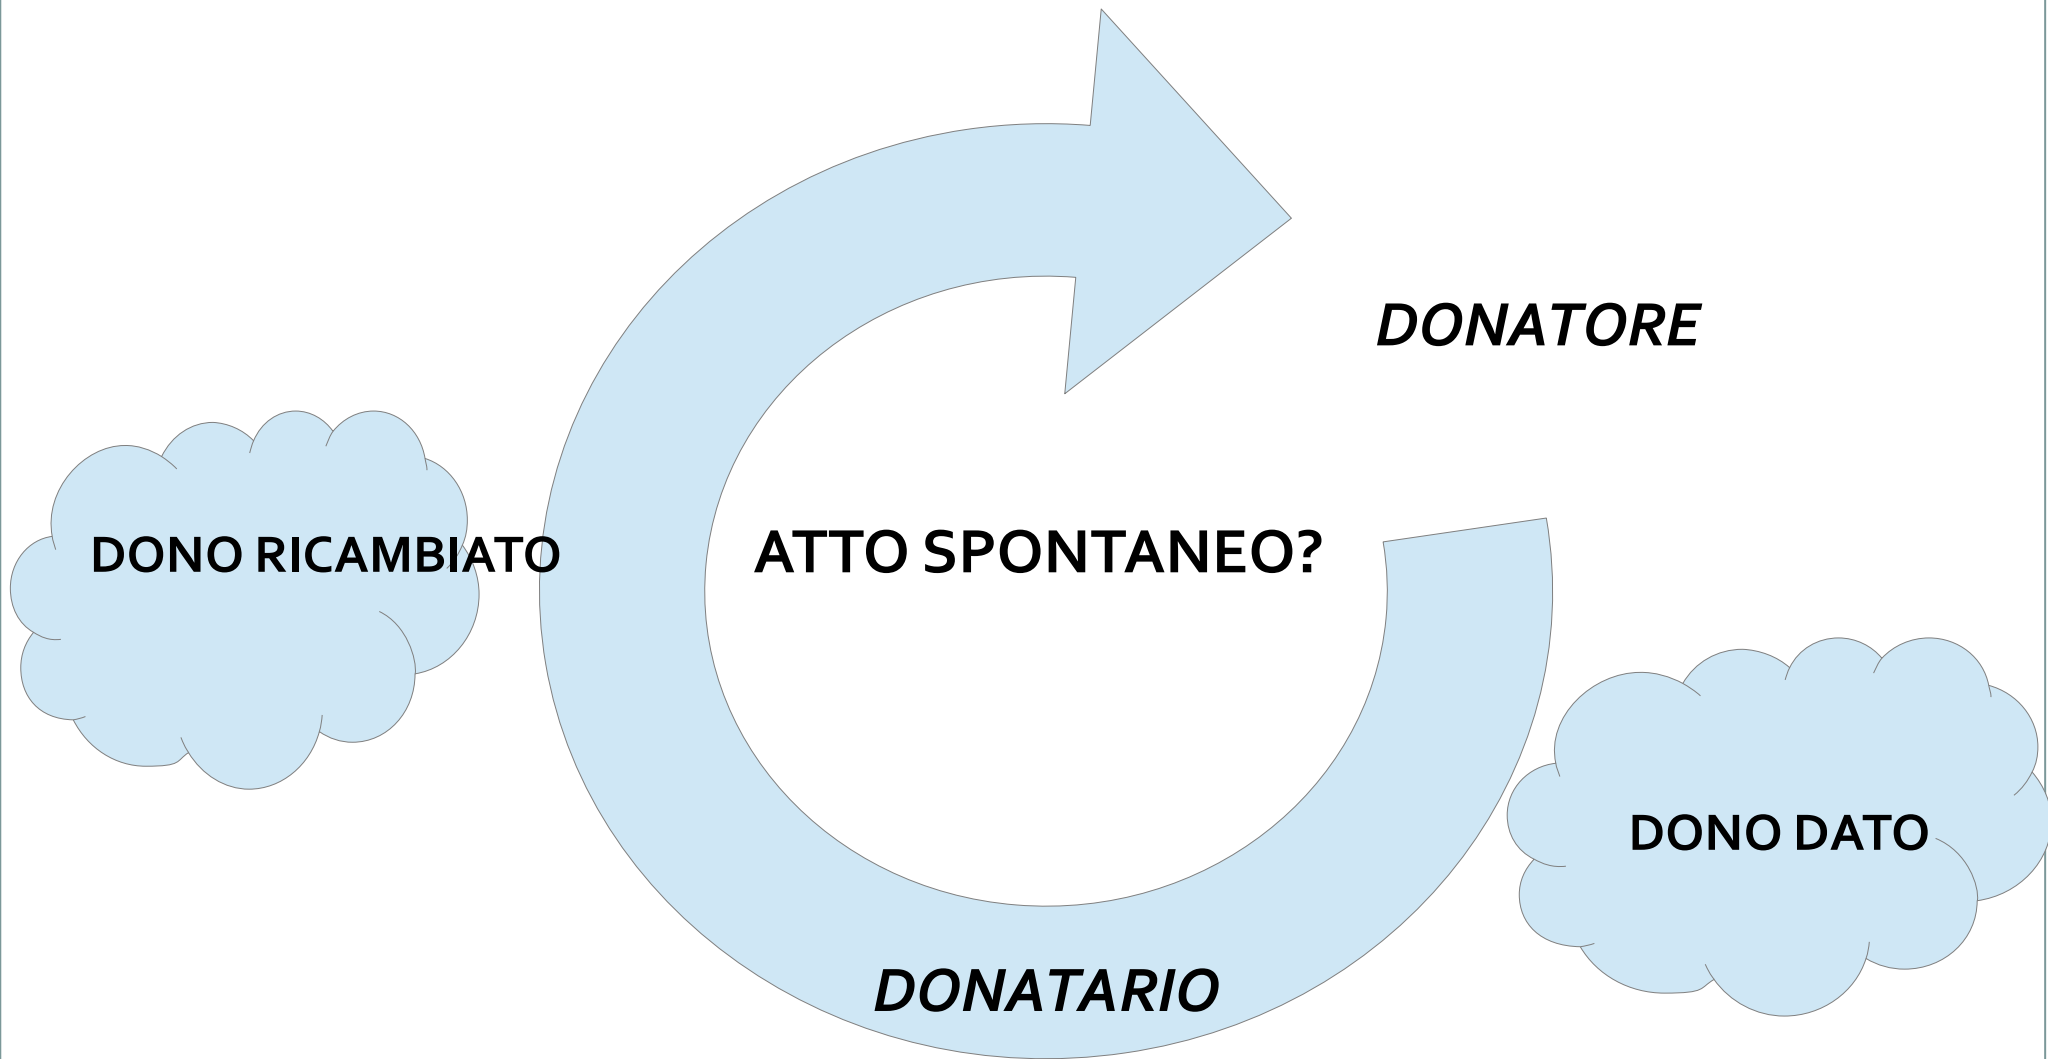 DONATORE
DONO RICAMBIATO
ATTO SPONTANEO?
DONO DATO
DONATARIO